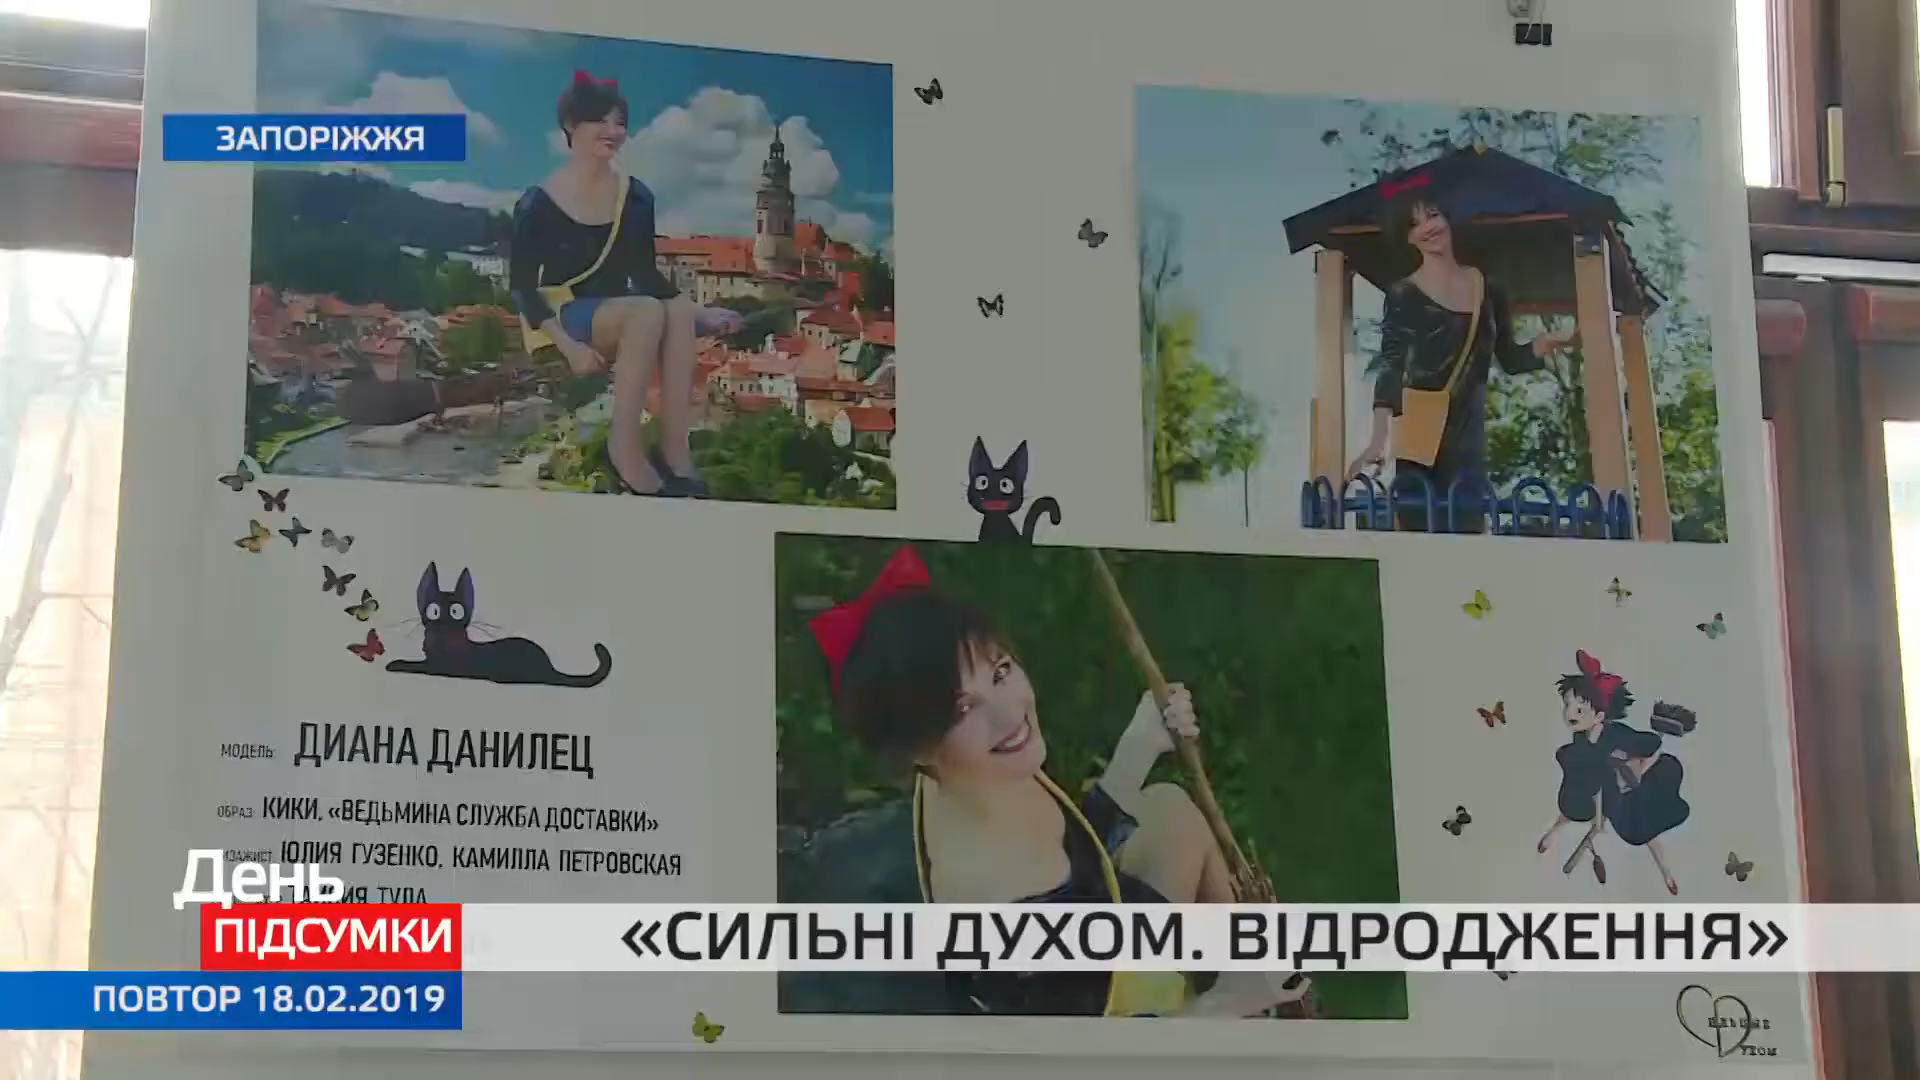 ЗАПОРІЖЖЯ
МОДЕЛЬ: ДИАНА ДАНИЛЕЦ
ОБРАЗ: КИКИ, «ВЕДЬМИНА СЛУЖБА ДОСТАВКИ»
ЮЛИЯ ГУЗЕНКО, КАМИЛЛА ПЕТРОВСКАЯ
День
ПІДСУМКИ
«СИЛЬНІ ДУХОМ. ВІДРОДЖЕННЯ»
ПОВТОР 18.02.2019